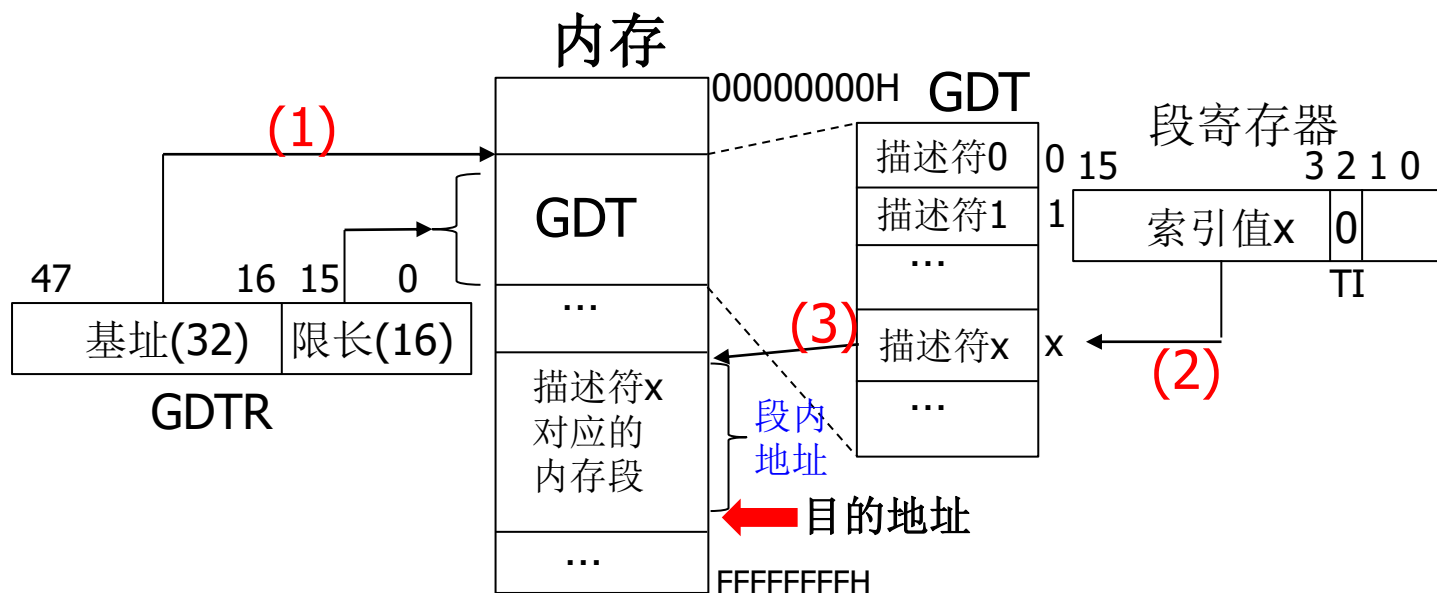 内存
00000000H
GDT
(1)
段寄存器
描述符0
0
15
3 2 1 0
描述符1
1
索引值x
0
GDT
...
TI
47
16
15
0
...
(3)
描述符x
x
(2)
基址(32)
限长(16)
GDTR
描述符x
对应的
内存段
段内
地址
...
目的地址
...
FFFFFFFFH